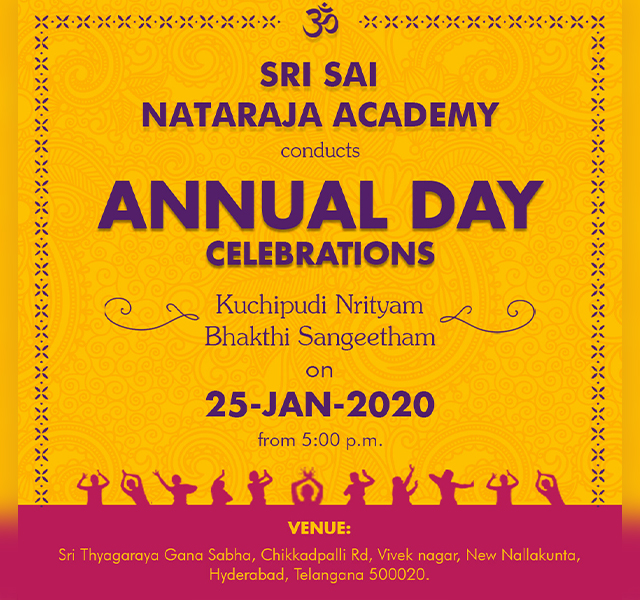 ॐ
SRI SAI
NATARAJA ACADEMY
conducts
ANNUAL DAY
CELEBRATIONS
Kuchipudi Nrityam
Bhakthi Sangeetham
on
25-JAN-2020
from 5:00 p.m.
VENUE:
Sri Thyagaraya Gana Sabha, Chikkadpalli Rd, Vivek nagar, New Nallakunta,
Hyderabad, Telangana 500020.